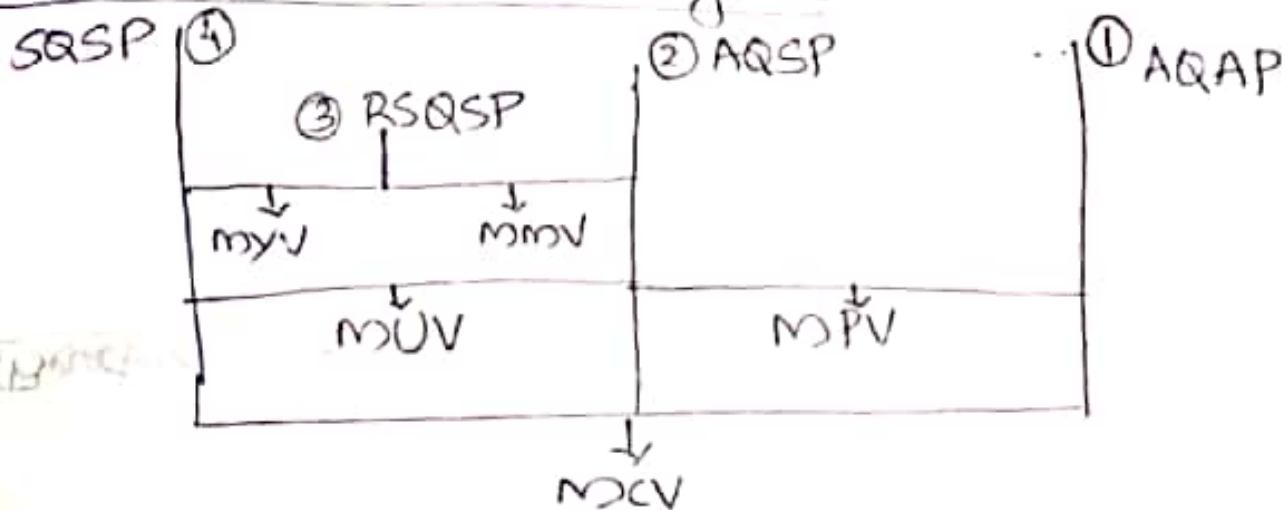 SQSP ④ ② AQSP ① AQAP
③ RSQSP
MYV MMV
MUV MPV
MCV